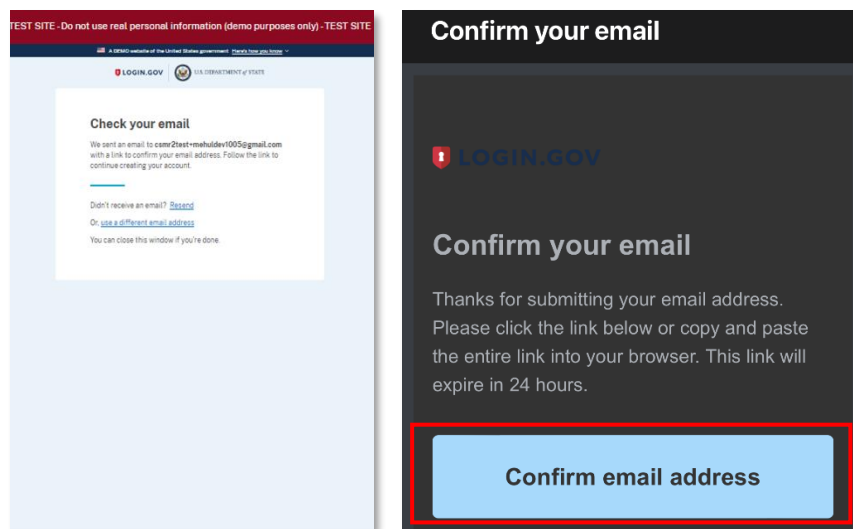 TEST SITE - Do not use real personal information (demo purposes only) - TEST SITE
A DEMO website of the United States government Here's how you know
LOGIN.GOV U.S. DEPARTMENT of STATE
Check your email
We sent an email to csmr2test+mehuldev1005@gmail.com
with a link to confirm your email address. Follow the link to
continue creating your account.
Didn't receive an email? Resend
Or, use a different email address
You can close this window if you're done.
Confirm your email
LOGIN.GOV
Confirm your email
Thanks for submitting your email address.
Please click the link below or copy and paste
the entire link into your browser. This link will
expire in 24 hours.
Confirm email address